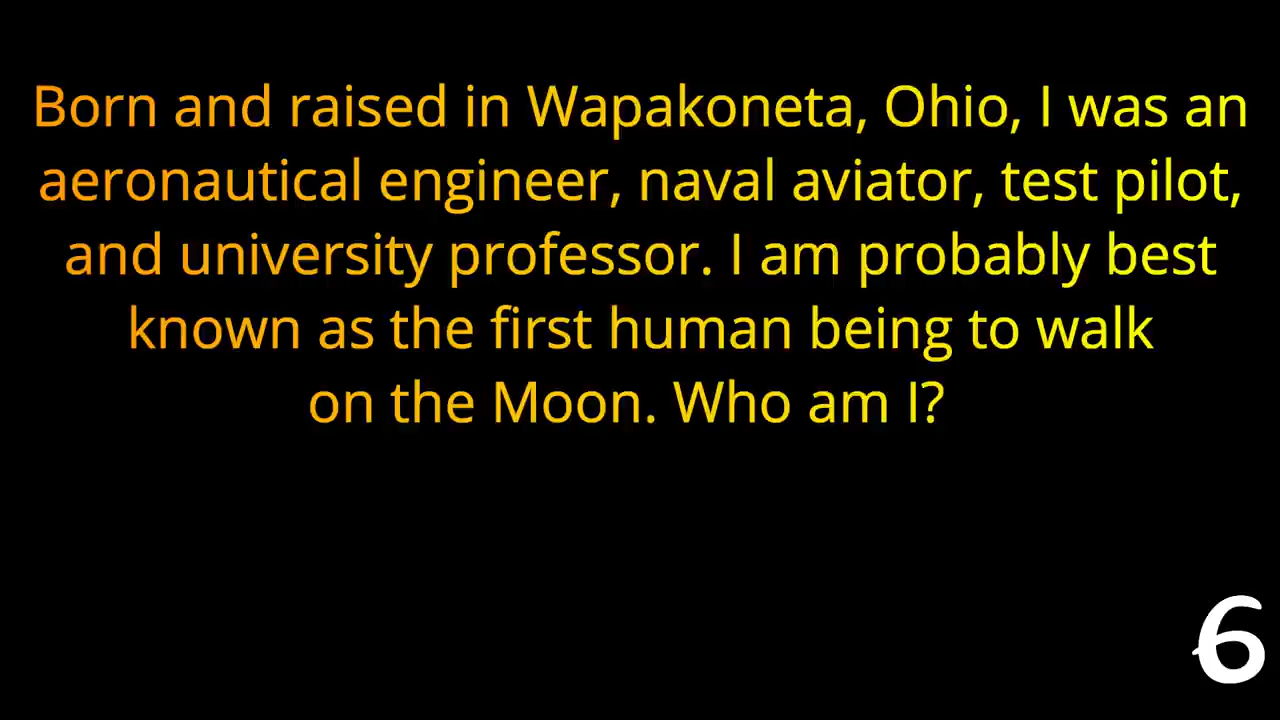 Born and raised in Wapakoneta, Ohio, I was an
aeronautical engineer, naval aviator, test pilot,
and university professor. I am probably best
known as the first human being to walk
on the Moon. Who am I?
6